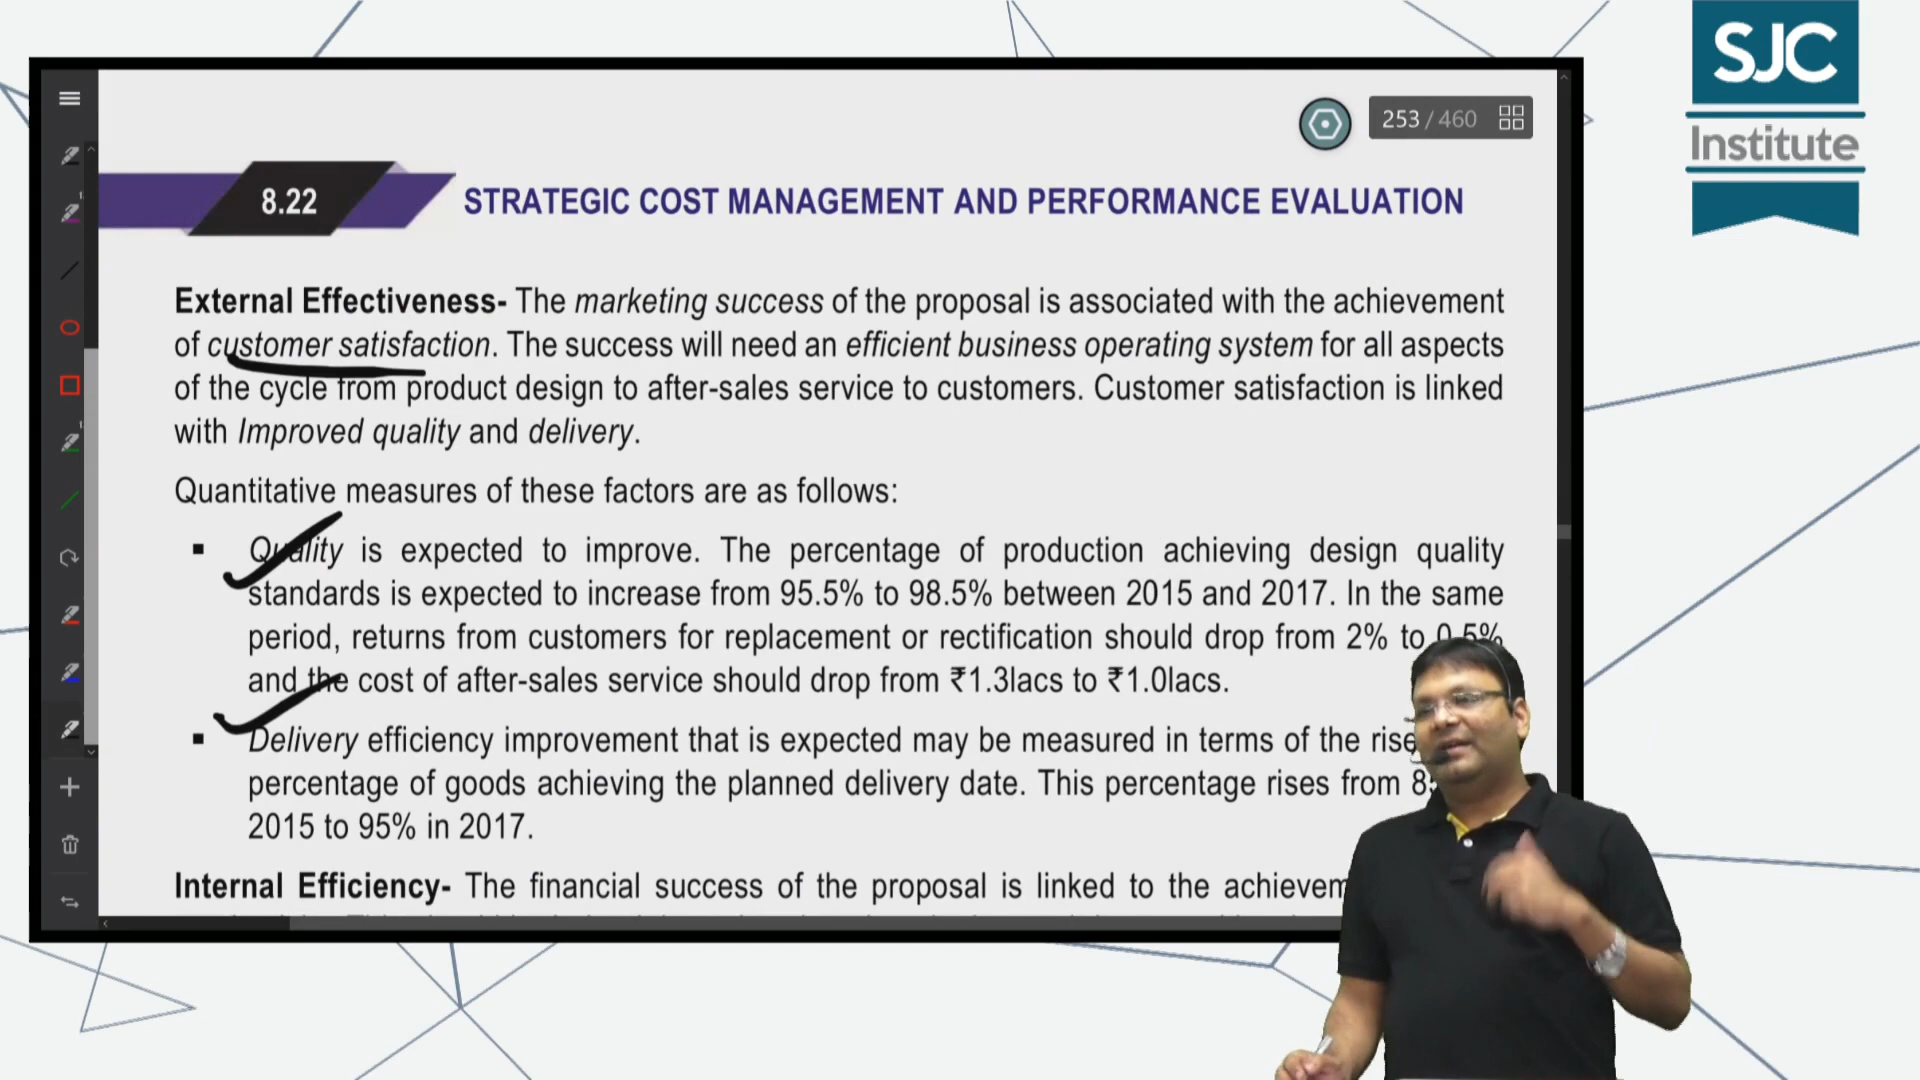 SJC
Institute
253 / 460
8.22
STRATEGIC COST MANAGEMENT AND PERFORMANCE EVALUATION
External Effectiveness- The marketing success of the proposal is associated with the achievement
of customer satisfaction. The success will need an efficient business operating system for all aspects
of the cycle from product design to after-sales service to customers. Customer satisfaction is linked
with Improved quality and delivery.
Quantitative measures of these factors are as follows:
▪ Quality is expected to improve. The percentage of production achieving design quality
standards is expected to increase from 95.5% to 98.5% between 2015 and 2017. In the same
period, returns from customers for replacement or rectification should drop from 2% to 0.5%
and the cost of after-sales service should drop from ₹1.3lacs to ₹1.0lacs.
▪ Delivery efficiency improvement that is expected may be measured in terms of the rise
percentage of goods achieving the planned delivery date. This percentage rises from
2015 to 95% in 2017.
Internal Efficiency- The financial success of the proposal is linked to the